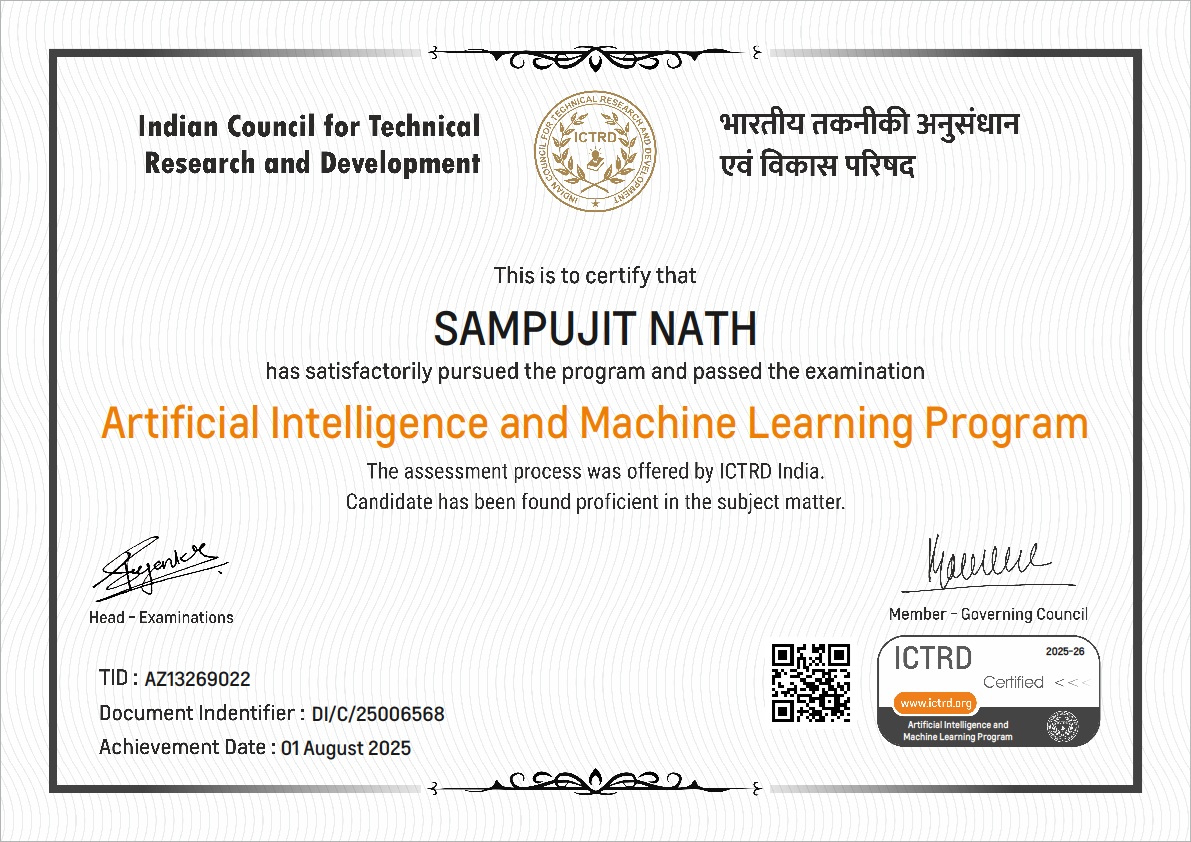 Indian Council for Technical
Research and Development
INDIAN COUNCIL FOR TECHNICAL RESEARCH AND DEVELOPMENT
ICTRD
भारतीय तकनीकी अनुसंधान
एवं विकास परिषद
This is to certify that
SAMPUJIT NATH
has satisfactorily pursued the program and passed the examination
Artificial Intelligence and Machine Learning Program
The assessment process was offered by ICTRD India.
Candidate has been found proficient in the subject matter.
Head - Examinations
Member - Governing Council
TID : AZ13269022
Document Indentifier : DI/C/25006568
Achievement Date : 01 August 2025
ICTRD
2025-26
Certified <<<
www.ictrd.org
Artificial Intelligence and
Machine Learning Program